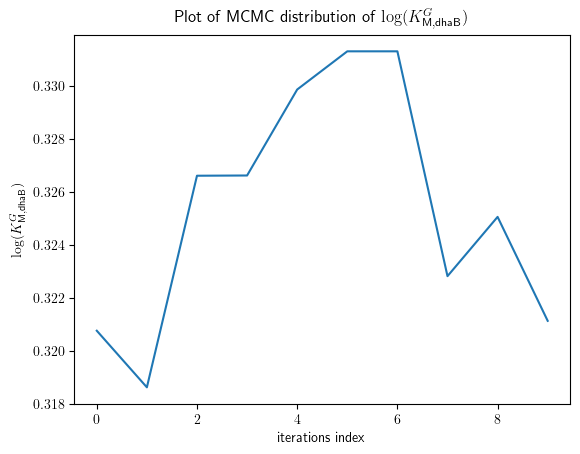 Plot of MCMC distribution of log(K^G_M,dhaB)
0.330
0.328
0.326
0.324
0.322
0.320
0.318
log(K^G_M,dhaB)
0 2 4 6 8
iterations index